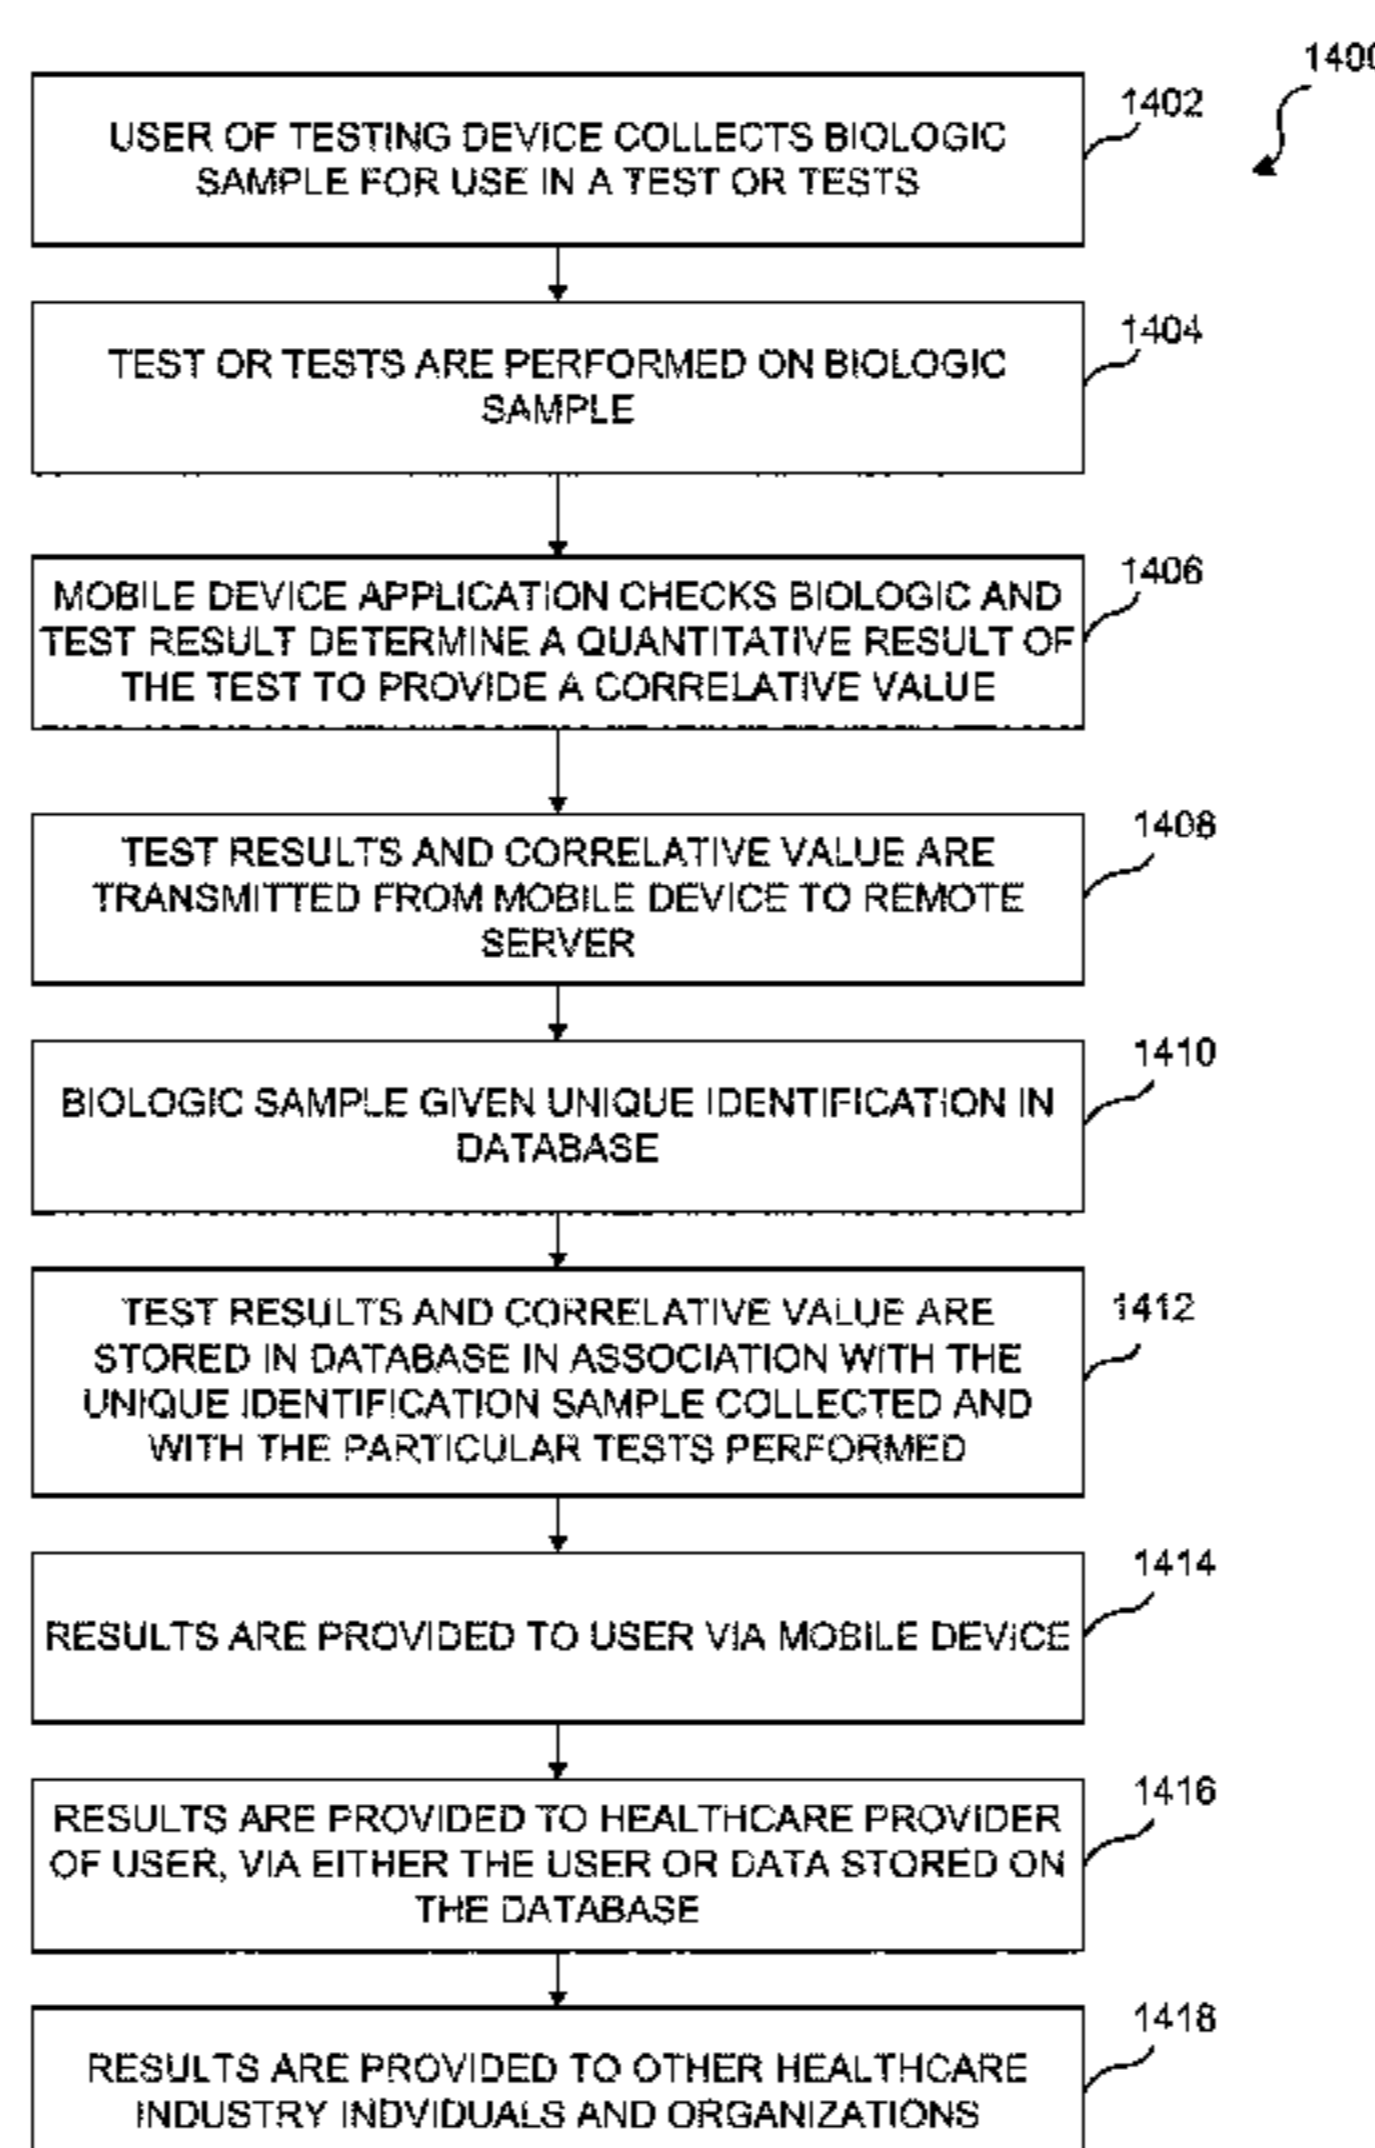 1400
1402
USER OF TESTING DEVICE COLLECTS BIOLOGIC
SAMPLE FOR USE IN A TEST OR TESTS
1404
TEST OR TESTS ARE PERFORMED ON BIOLOGIC
SAMPLE
1406
MOBILE DEVICE APPLICATION CHECKS BIOLOGIC AND
TEST RESULT DETERMINE A QUANTITATIVE RESULT OF
THE TEST TO PROVIDE A CORRELATIVE VALUE
1408
TEST RESULTS AND CORRELATIVE VALUE ARE
TRANSMITTED FROM MOBILE DEVICE TO REMOTE
SERVER
1410
BIOLOGIC SAMPLE GIVEN UNIQUE IDENTIFICATION IN
DATABASE
1412
TEST RESULTS AND CORRELATIVE VALUE ARE
STORED IN DATABASE IN ASSOCIATION WITH THE
UNIQUE IDENTIFICATION SAMPLE COLLECTED AND
WITH THE PARTICULAR TESTS PERFORMED
1414
RESULTS ARE PROVIDED TO USER VIA MOBILE DEVICE
1416
RESULTS ARE PROVIDED TO HEALTHCARE PROVIDER
OF USER, VIA EITHER THE USER OR DATA STORED ON
THE DATABASE
1418
RESULTS ARE PROVIDED TO OTHER HEALTHCARE
INDUSTRY INDVIDUALS AND ORGANIZATIONS